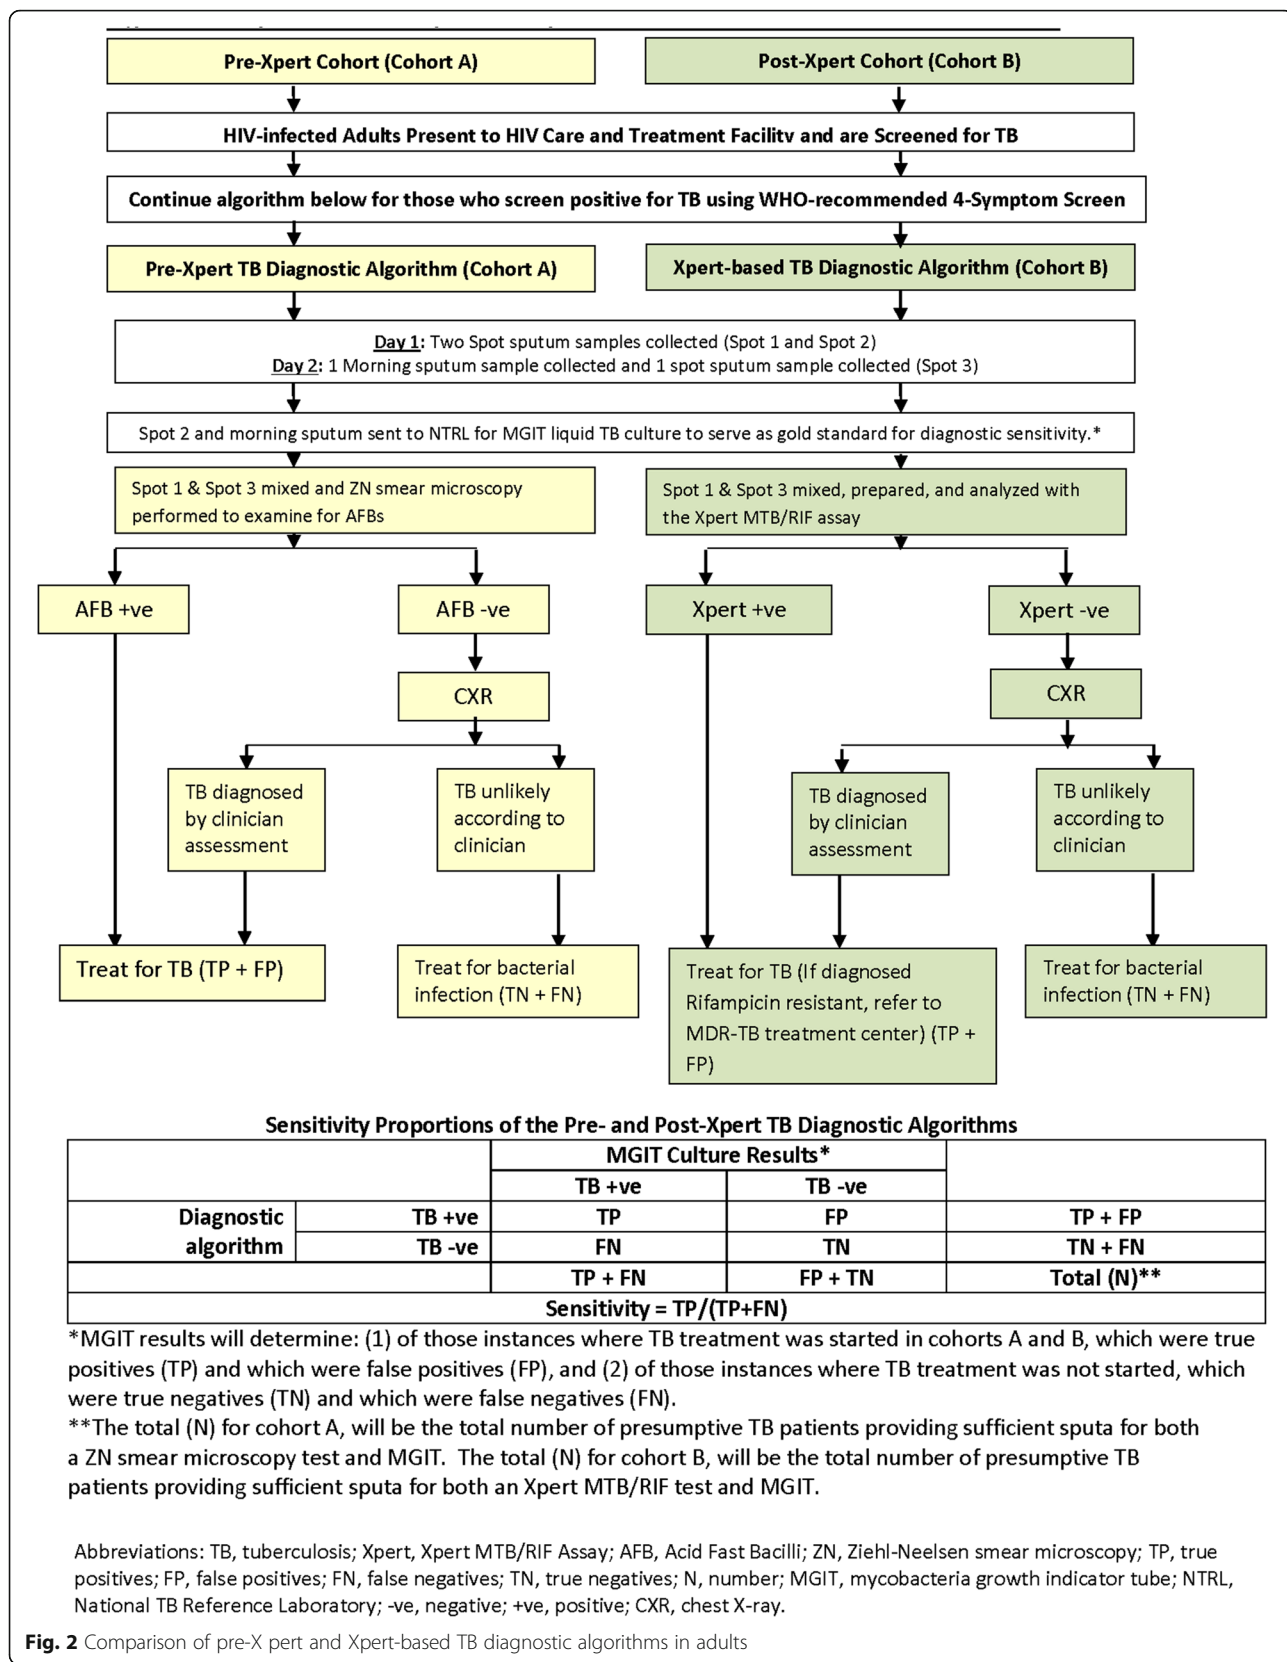 Pre-Xpert Cohort (Cohort A)
Post-Xpert Cohort (Cohort B)
HIV-infected Adults Present to HIV Care and Treatment Facility and are Screened for TB
Continue algorithm below for those who screen positive for TB using WHO-recommended 4-Symptom Screen
Pre-Xpert TB Diagnostic Algorithm (Cohort A)
Xpert-based TB Diagnostic Algorithm (Cohort B)
Day 1: Two Spot sputum samples collected (Spot 1 and Spot 2)
Day 2: 1 Morning sputum sample collected and 1 spot sputum sample collected (Spot 3)
Spot 2 and morning sputum sent to NTRL for MGIT liquid TB culture to serve as gold standard for diagnostic sensitivity.*
Spot 1 & Spot 3 mixed and ZN smear microscopy
performed to examine for AFBs
Spot 1 & Spot 3 mixed, prepared, and analyzed with
the Xpert MTB/RIF assay
AFB +ve
AFB -ve
Xpert +ve
Xpert -ve
CXR
CXR
TB diagnosed
by clinician
assessment
TB unlikely
according to
clinician
TB diagnosed
by clinician
assessment
TB unlikely
according to
clinician
Treat for TB (TP + FP)
Treat for bacterial
infection (TN + FN)
Treat for TB (If diagnosed
Rifampicin resistant, refer to
MDR-TB treatment center) (TP +
FP)
Treat for bacterial
infection (TN + FN)
Sensitivity Proportions of the Pre- and Post-Xpert TB Diagnostic Algorithms
MGIT Culture Results*
TB +ve TB -ve
Diagnostic
algorithm
TB +ve TP FP TP + FP
TB -ve FN TN TN + FN
TP + FN FP + TN Total (N)**
Sensitivity = TP/(TP+FN)
*MGIT results will determine: (1) of those instances where TB treatment was started in cohorts A and B, which were true
positives (TP) and which were false positives (FP), and (2) of those instances where TB treatment was not started, which
were true negatives (TN) and which were false negatives (FN).
**The total (N) for cohort A, will be the total number of presumptive TB patients providing sufficient sputa for both
a ZN smear microscopy test and MGIT. The total (N) for cohort B, will be the total number of presumptive TB
patients providing sufficient sputa for both an Xpert MTB/RIF test and MGIT.
Abbreviations: TB, tuberculosis; Xpert, Xpert MTB/RIF Assay; AFB, Acid Fast Bacilli; ZN, Ziehl-Neelsen smear microscopy; TP, true
positives; FP, false positives; FN, false negatives; TN, true negatives; N, number; MGIT, mycobacteria growth indicator tube; NTRL,
National TB Reference Laboratory; -ve, negative; +ve, positive; CXR, chest X-ray.
Fig. 2 Comparison of pre-X pert and Xpert-based TB diagnostic algorithms in adults